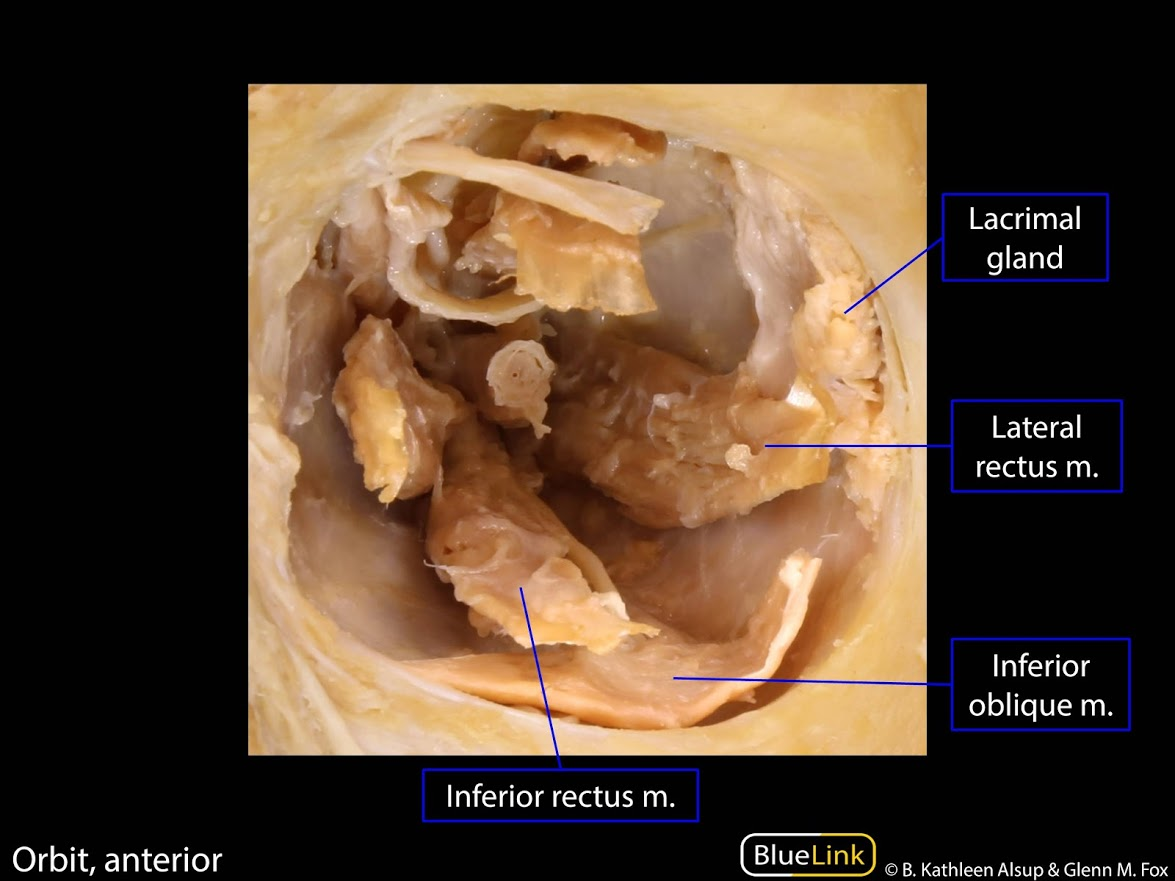 Lacrimal
gland
Lateral
rectus m.
Inferior
oblique m.
Inferior rectus m.
Orbit, anterior
BlueLink
© B. Kathleen Alsup & Glenn M. Fox